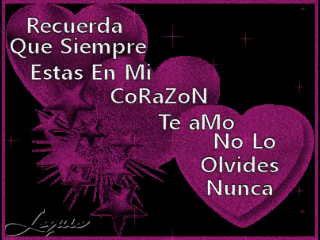 Recuerda
Que Siempre
Estas En Mi
CoRaZoN
Te aMo
No Lo
Olvides
Nunca